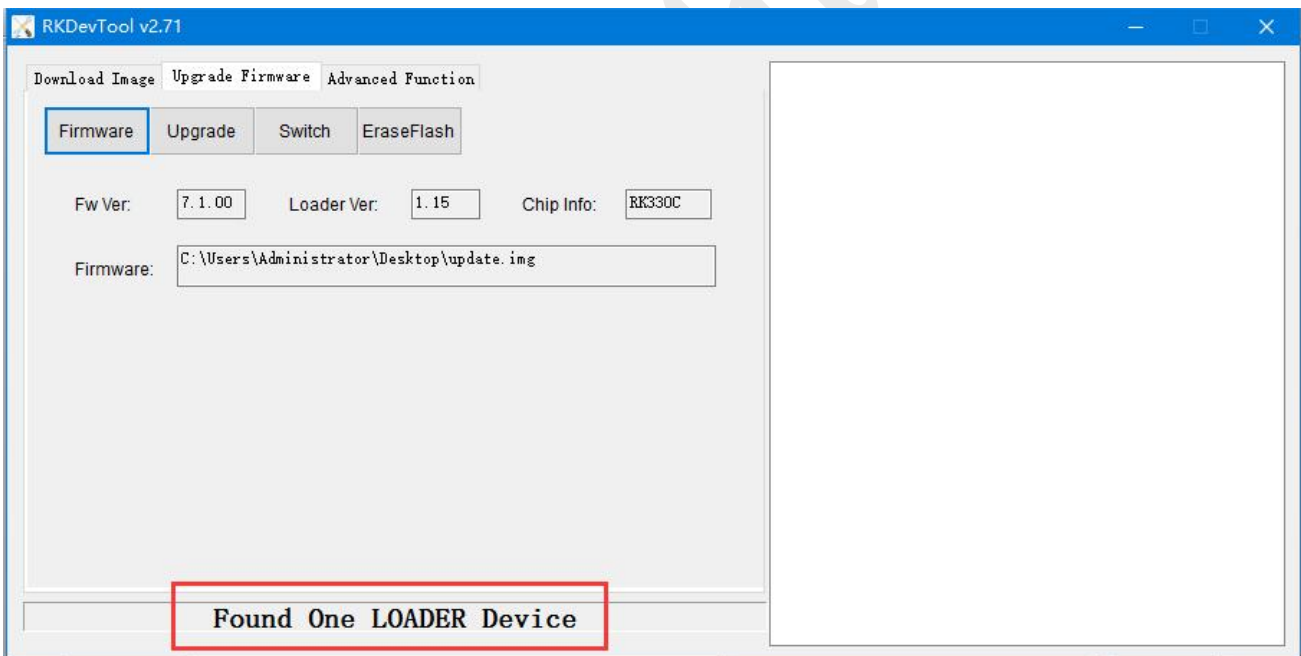 RKDevTool v2.71
Download Image Upgrade Firmware Advanced Function
Firmware Upgrade Switch EraseFlash
Fw Ver: 7.1.00 Loader Ver: 1.15 Chip Info: RK330C
Firmware: C:\Users\Administrator\Desktop\update.img
Found One LOADER Device